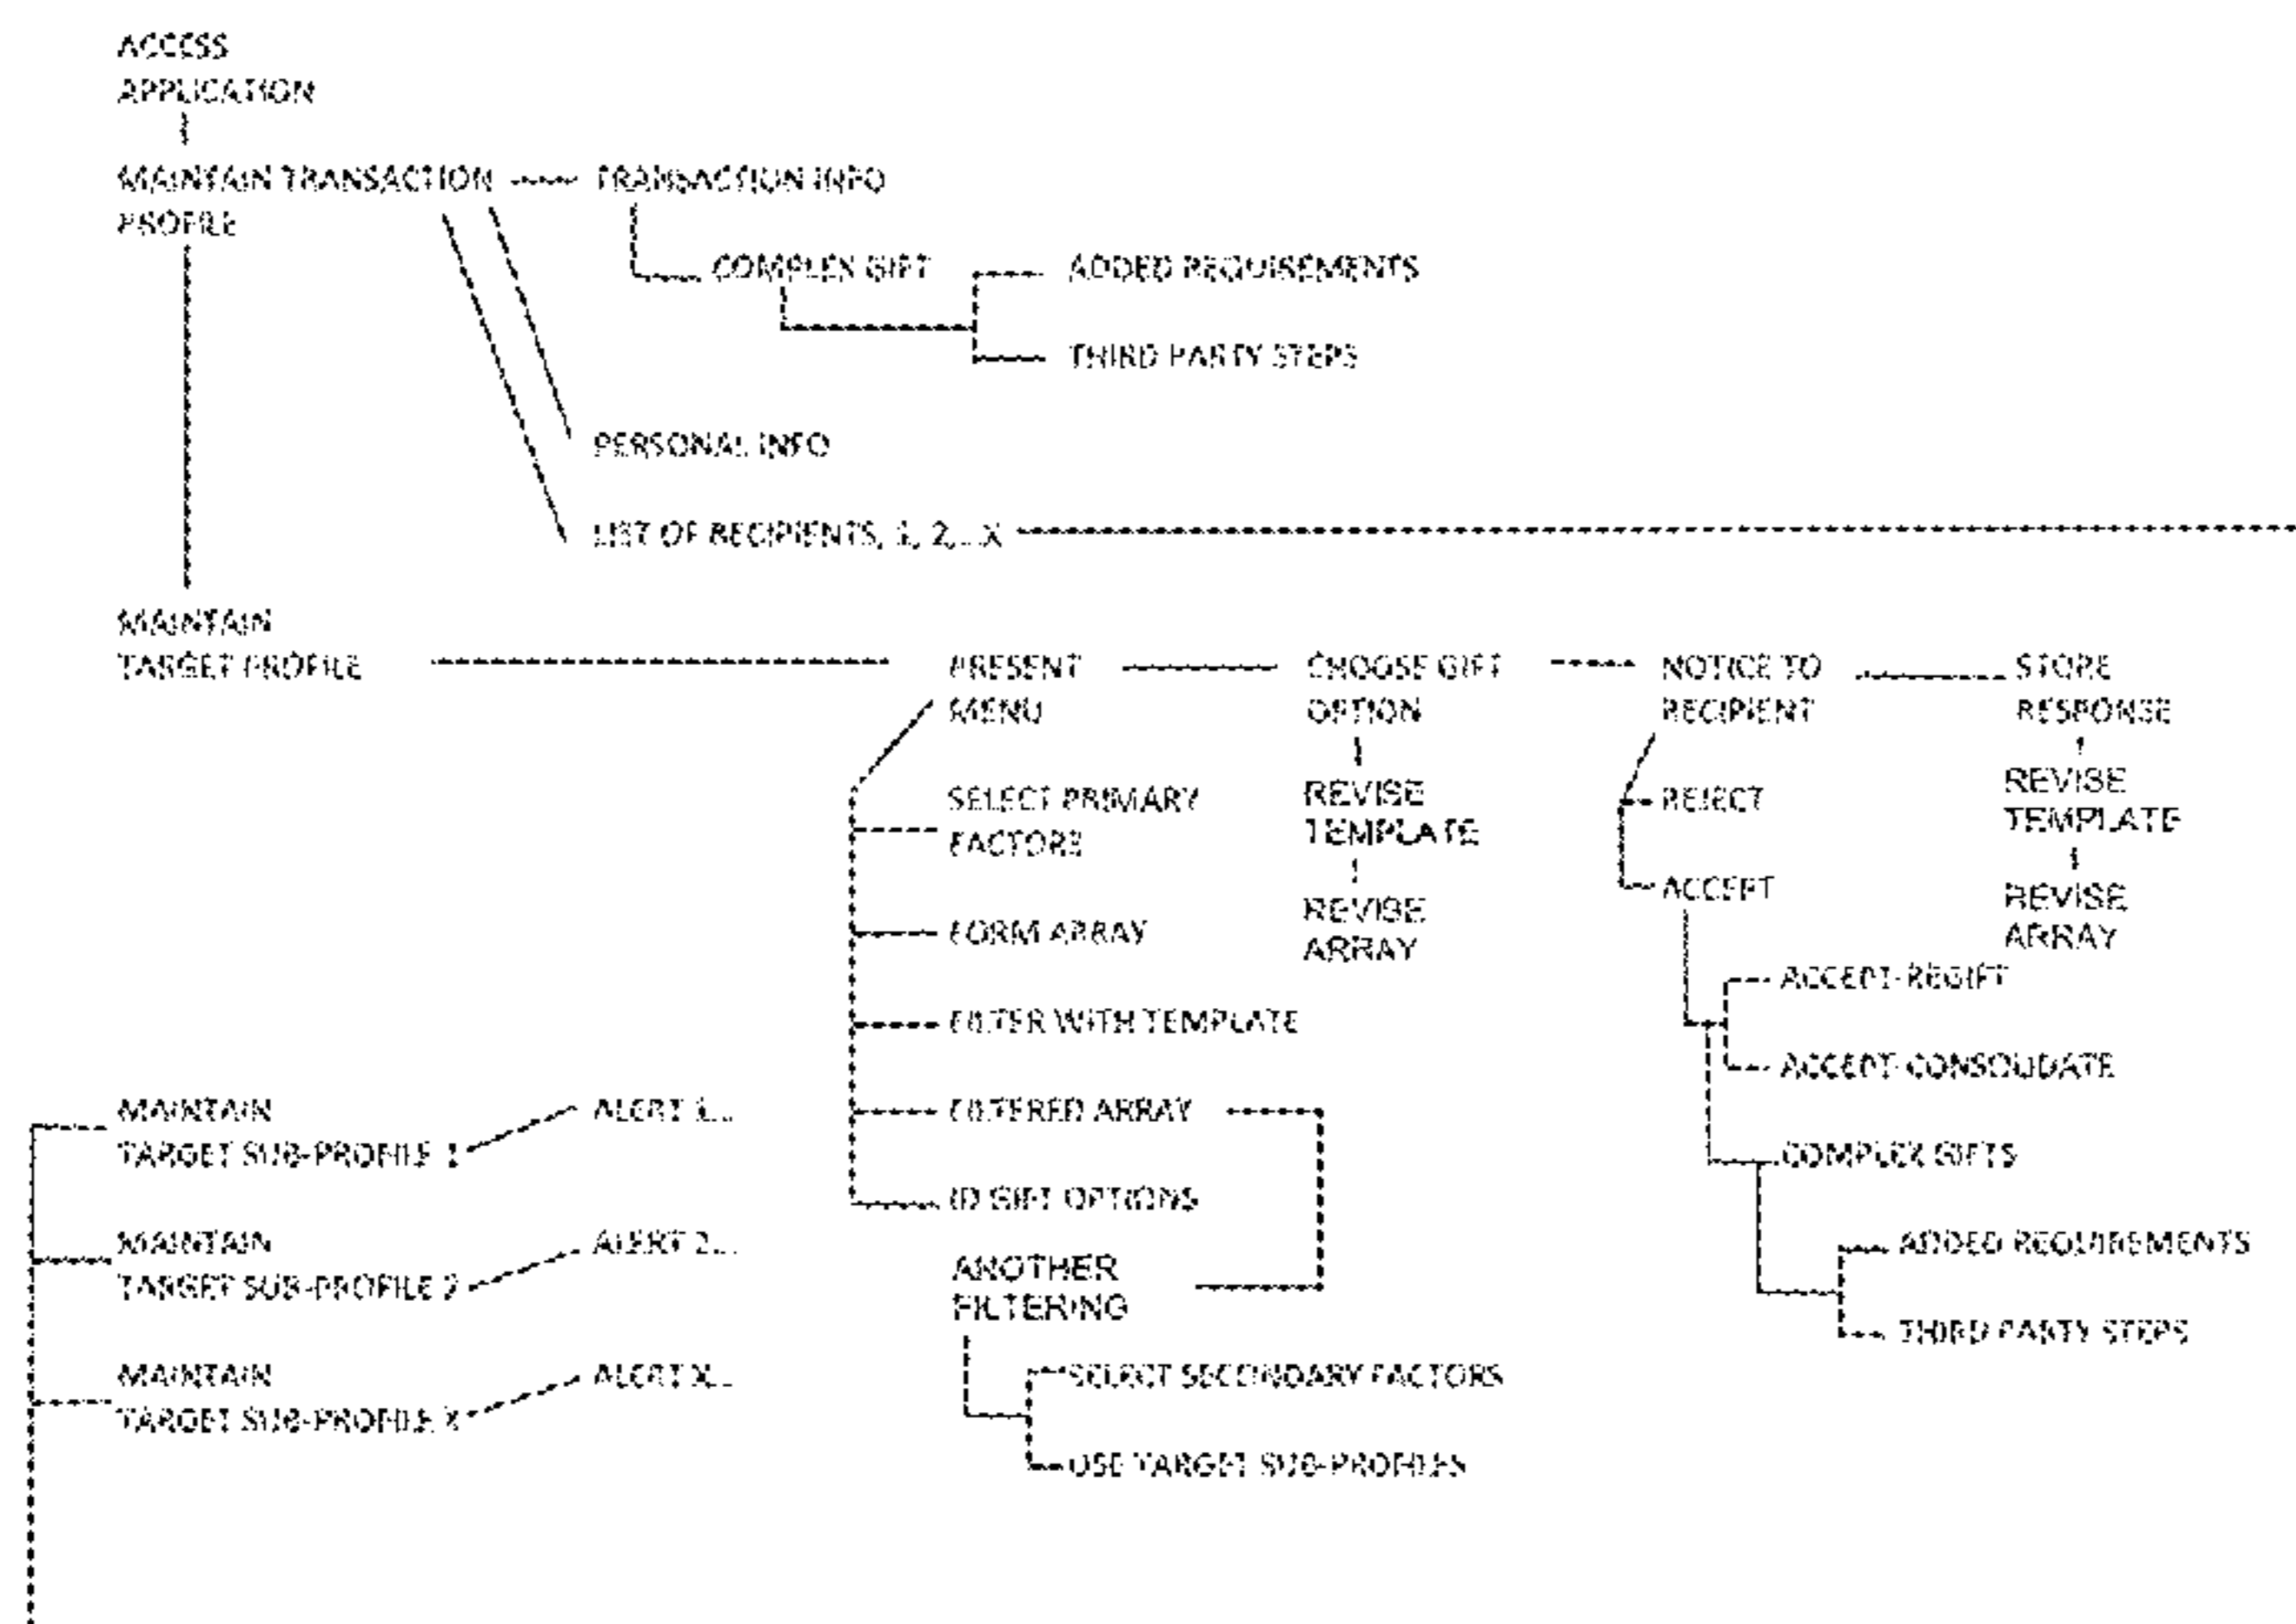 ACCESS
APPLICATION
MAINTAIN TRANSACTION
PROFILE
TRANSACTION INFO
COMPLEX GIFT
ADDED REQUISEMENTS
THIRD PARTY STEPS
PERSONAL INFO
LIST OF RECIPIENTS, 1, 2,...X
MAINTAIN
TARGET PROFILE
PRESENT
MENU
CHOOSE GIFT
OPTION
NOTICE TO
RECIPIENT
STORE
RESPONSE
SELECT PRIMARY
FACTORS
REVISE
TEMPLATE
REJECT
REVISE
TEMPLATE
ACCEPT
FORM ARRAY
REVISE
ARRAY
REVISE
ARRAY
ACCEPT-REGIFT
FILTER WITH TEMPLATE
ACCEPT-CONSOLIDATE
MAINTAIN
TARGET SUB-PROFILE 1
ALERT 1...
FILTERED ARRAY
COMPLEX GIFTS
ID GIFT OPTIONS
MAINTAIN
TARGET SUB-PROFILE 2
ALERT 2...
ANOTHER
FILTERING
ADDED REQUIREMENTS
THIRD PARTY STEPS
MAINTAIN
TARGET SUB-PROFILE X
ALERT X...
SELECT SECONDARY FACTORS
USE TARGET SUB-PROFILES